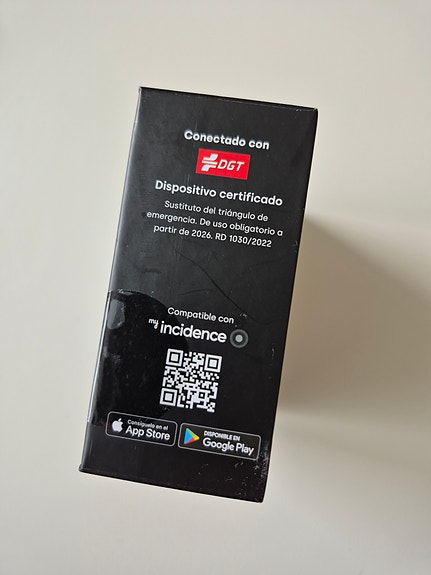 Conectado con
DGT
Dispositivo certificado
Sustituto del triángulo de
emergencia. De uso obligatorio a
partir de 2026. RD 1030/2022
Compatible con
my incidence
Consíguelo en el
App Store
DISPONIBLE EN
Google Play